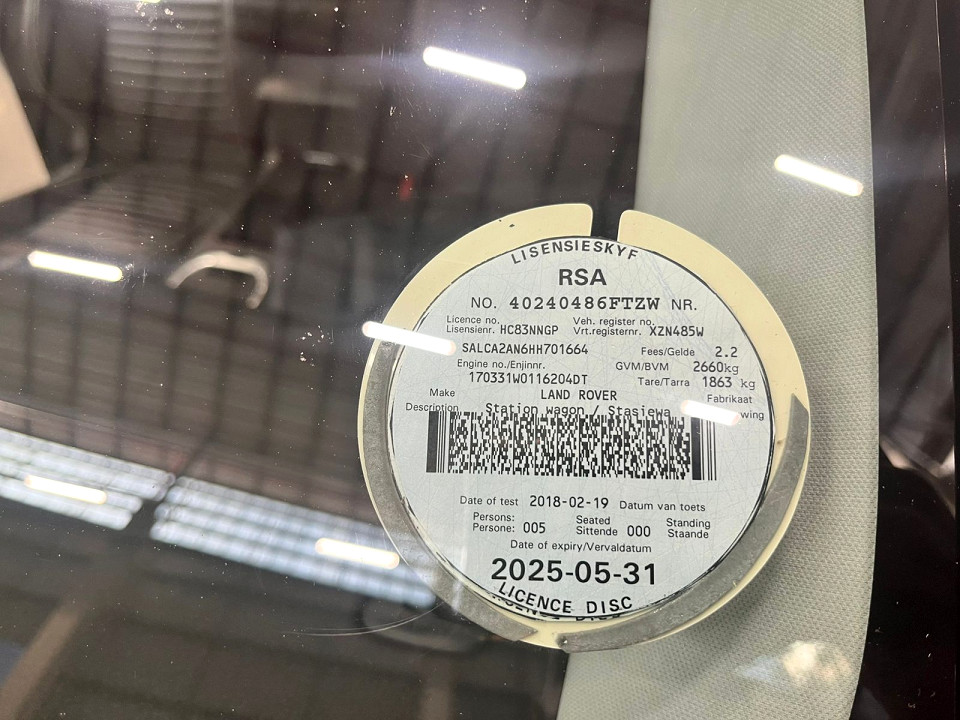 LISENSIESKYF
RSA
NO. 40240486FTZW NR.
Licence no. Veh. register no.
Lisensienr. HC83NNGP Vrt.registernr. XZN485W
SALCA2AN6HH701664 Fees/Gelde 2.2
Engine no./Enjinnr. GVM/BVM 2660kg
170331W0116204DT Tare/Tarra 1863 kg
Make LAND ROVER Fabrikaat
Description Station wagon / Stasiewa wing
Date of test 2018-02-19 Datum van toets
Persons: Seated Standing
Persone: 005 Sittende 000 Staande
Date of expiry/Vervaldatum
2025-05-31
LICENCE DISC